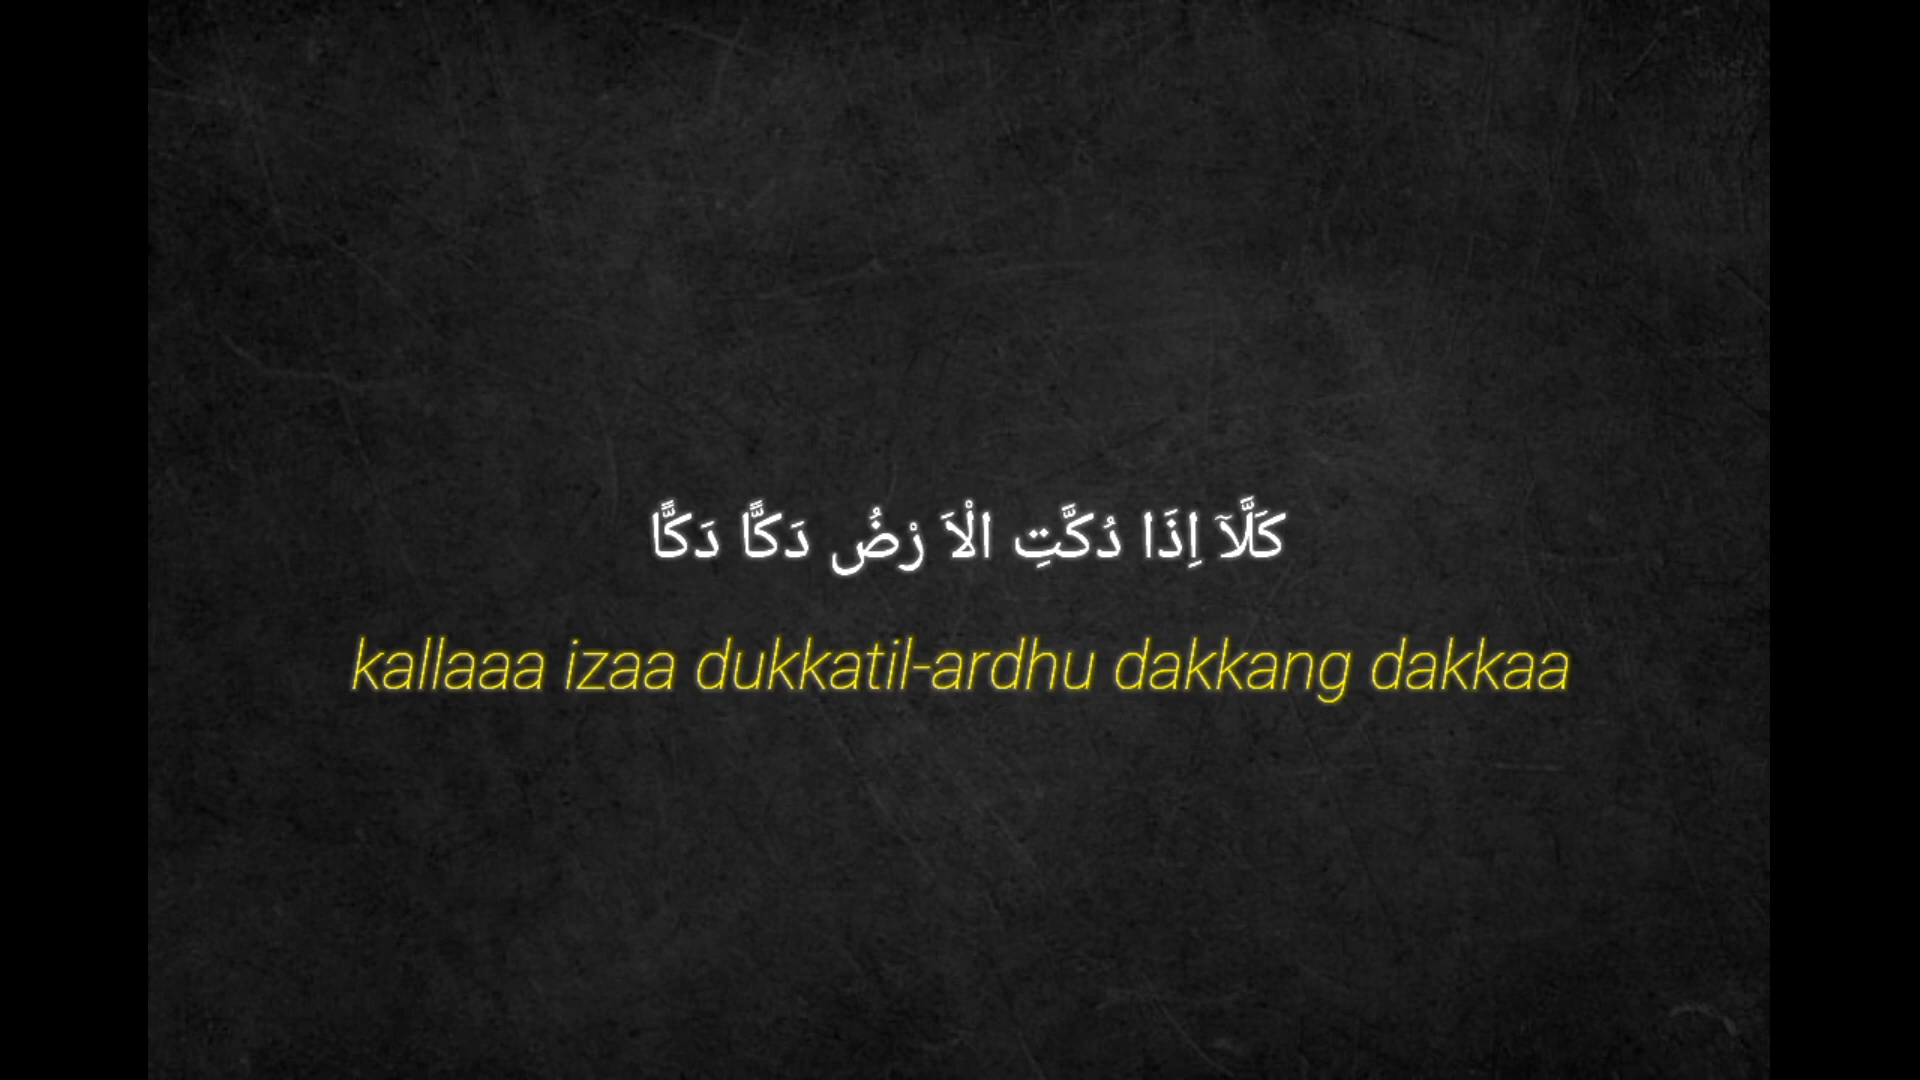 كَلَّاۤ اِذَا دُكَّتِ الْاَ رْضُ دَكًّا دَكًّا
kallaaa izaa dukkatil-ardhu dakkang dakkaa